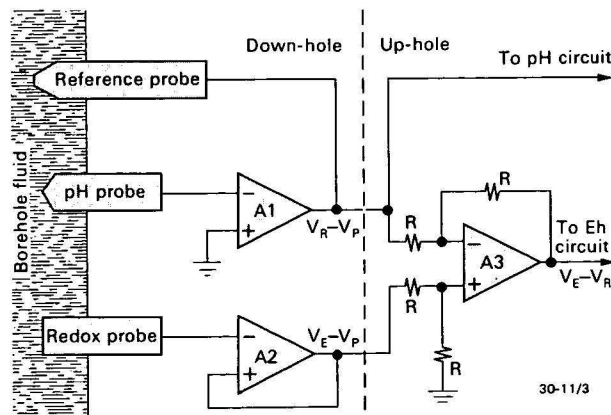 Down-hole
Up-hole
To pH circuit
Reference probe
Borehole fluid
pH probe
−
A1
+
V_R–V_P
R
R
−
A3
+
To Eh
circuit
V_E–V_R
R
Redox probe
−
A2
+
V_E–V_P
R
30-11/3